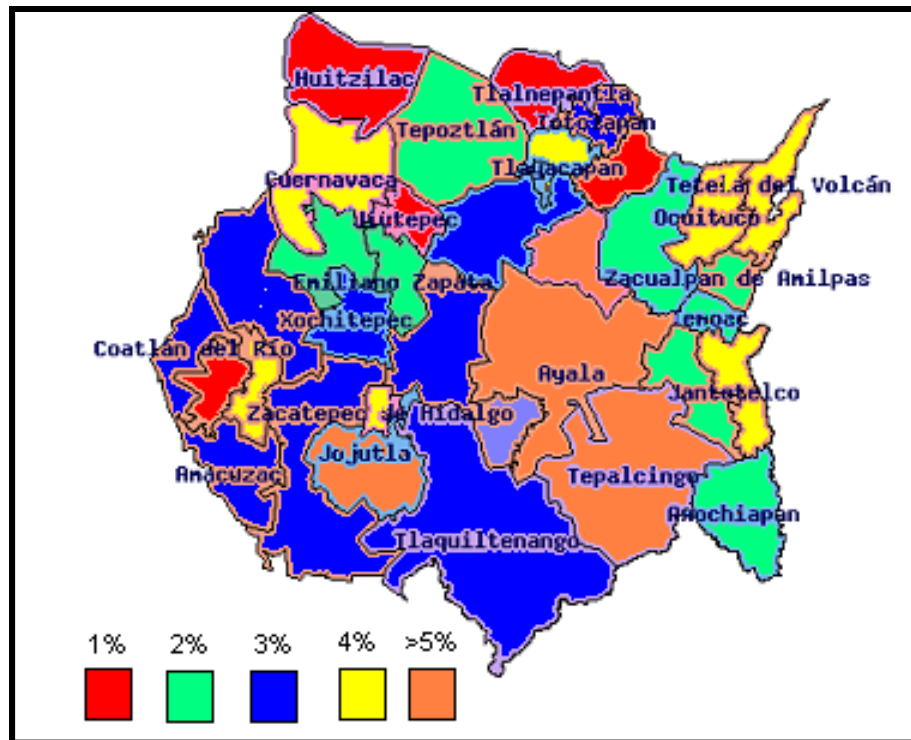 Huitzilac
Tlalnepantla
Totolapan
Tepoztlán
Tlayacapan
Cuernavaca
Tetela del Volcán
Jiutepec
Ocuituco
Emiliano Zapata
Zacualpan de Amilpas
Xochitepec
Temoac
Coatlán del Río
Ayala
Jantetelco
Zacatepec de Hidalgo
Jojutla
Amacuzac
Tepalcingo
Axochiapan
Tlaquiltenango
1% 2% 3% 4% >5%